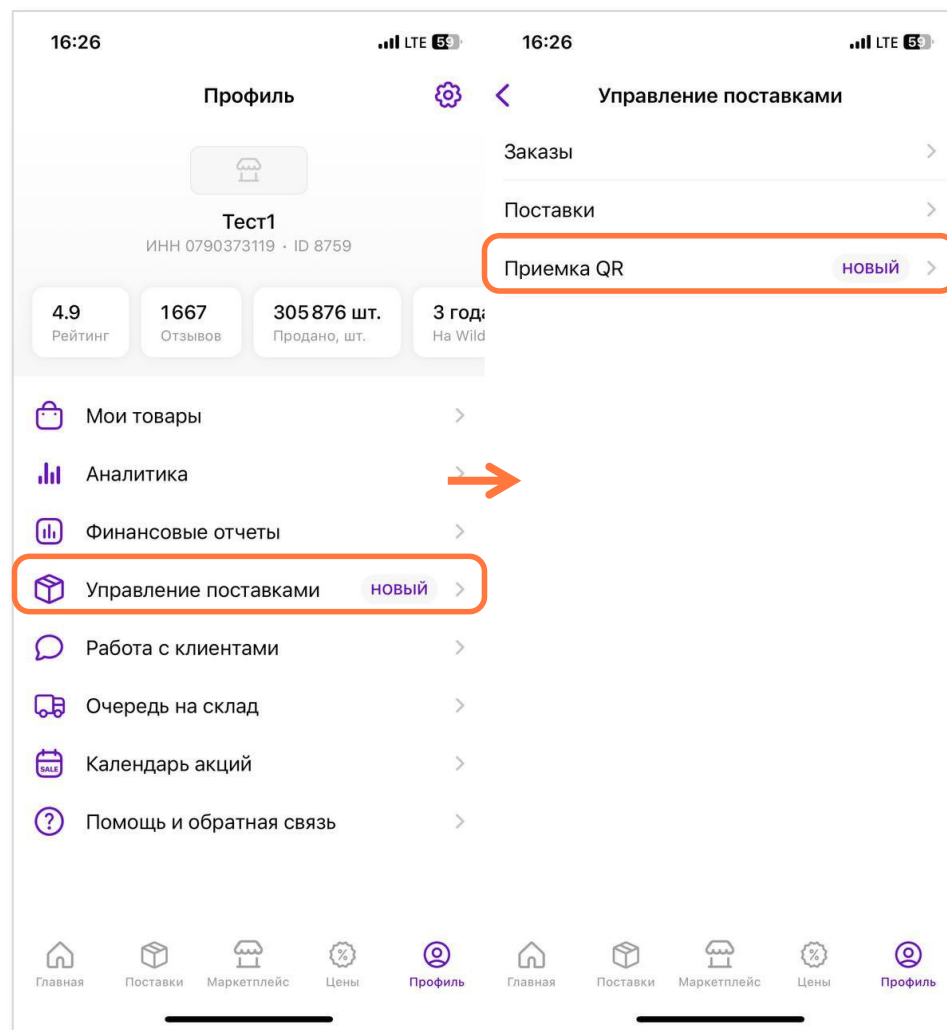 16:26
LTE 59
Профиль
Тест1
ИНН 0790373119 · ID 8759
4.9
Рейтинг
1667
Отзывов
305 876 шт.
Продано, шт.
3 год
На Wild
Мои товары
Аналитика
Финансовые отчеты
Управление поставками новый
Работа с клиентами
Очередь на склад
SALE
Календарь акций
Помощь и обратная связь
Главная Поставки Маркетплейс Цены Профиль
16:26
LTE 59
Управление поставками
Заказы
Поставки
Приемка QR новый
Главная Поставки Маркетплейс Цены Профиль